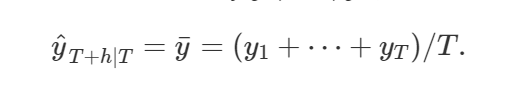 ŷ_{T+h|T} = ȳ = (y_1 + ⋯ + y_T)/T.